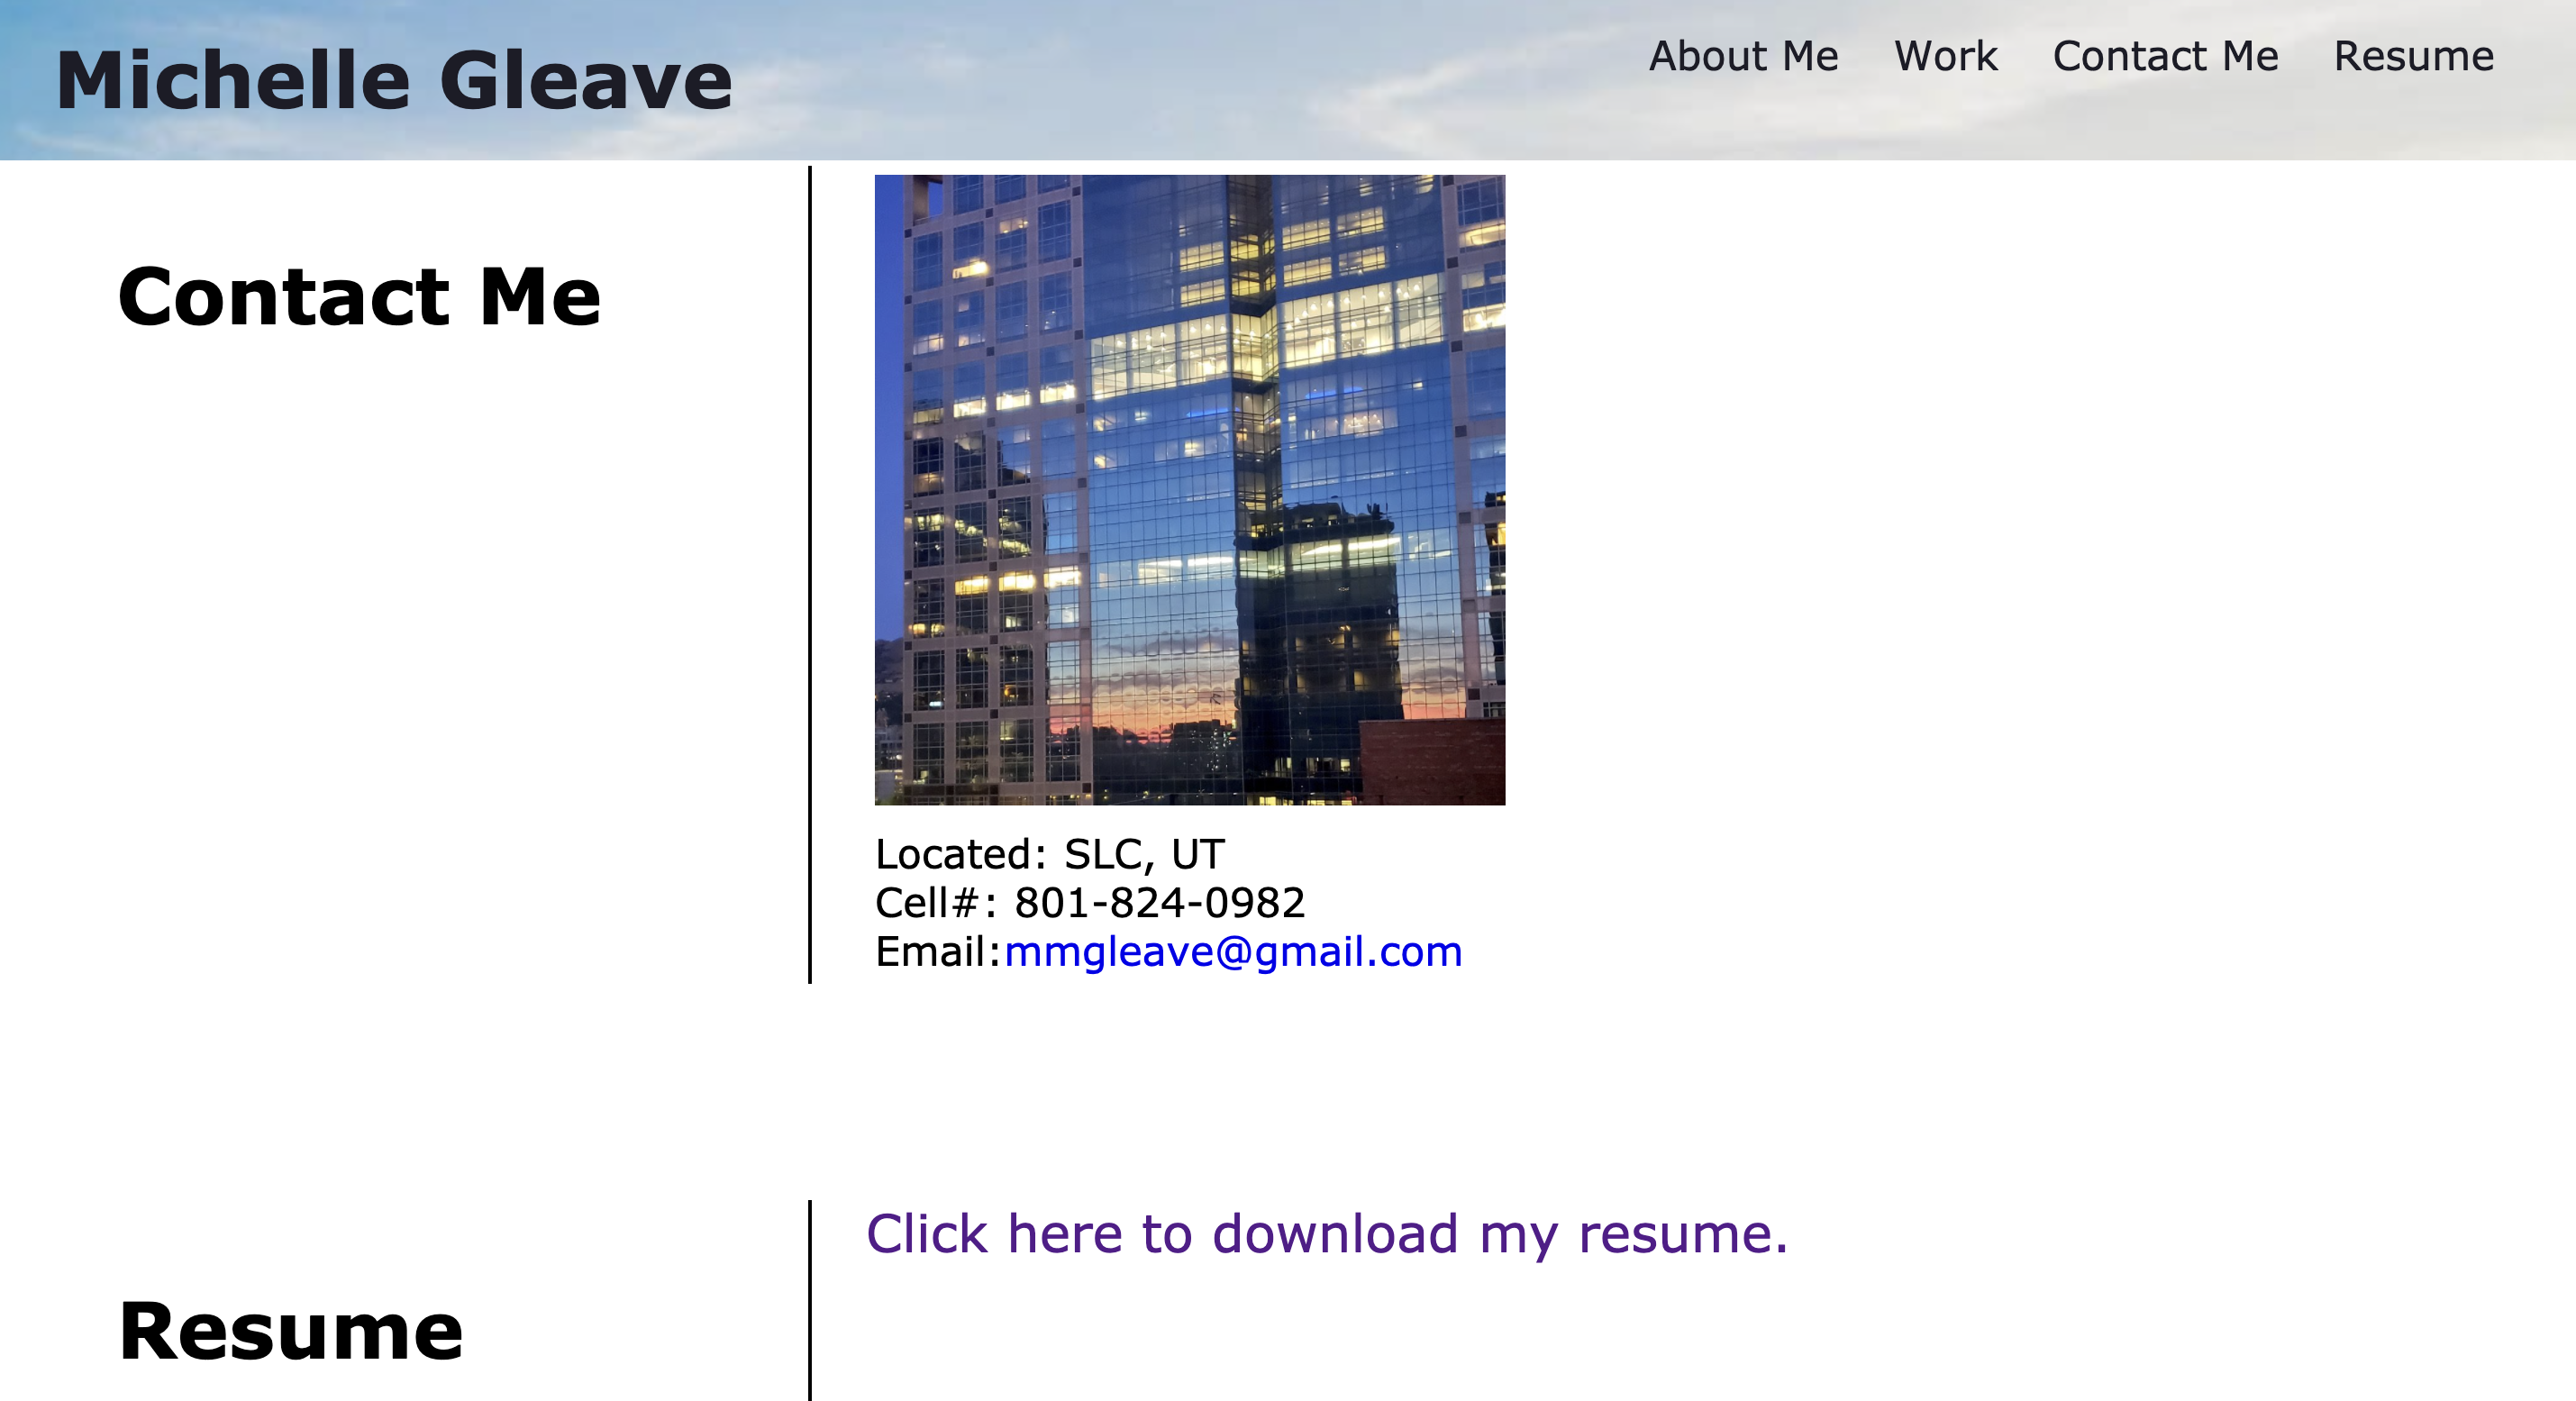 Michelle Gleave
About Me Work Contact Me Resume
Contact Me
Located: SLC, UT
Cell#: 801-824-0982
Email:mmgleave@gmail.com
Click here to download my resume.
Resume